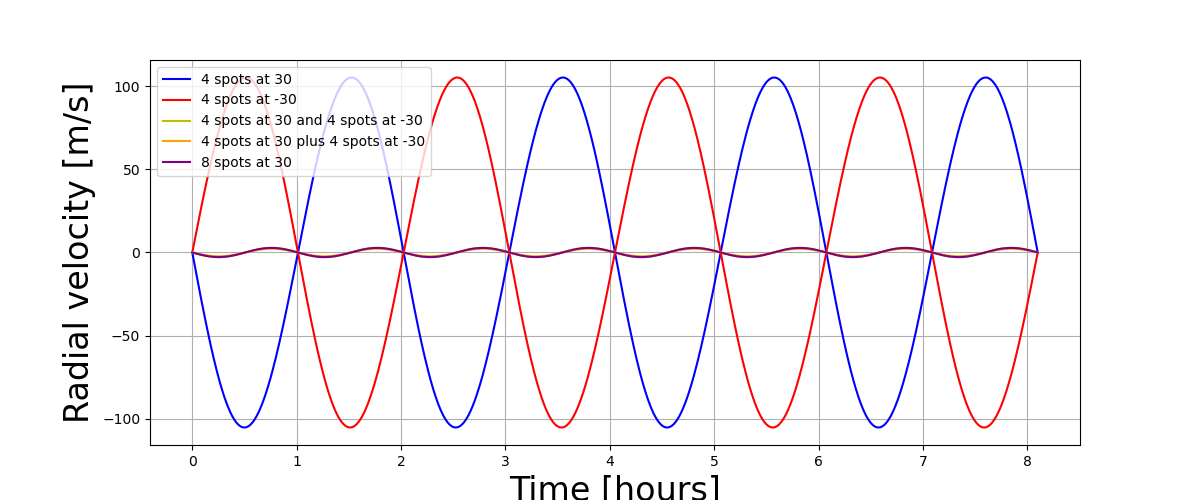 4 spots at 30
4 spots at -30
4 spots at 30 and 4 spots at -30
4 spots at 30 plus 4 spots at -30
8 spots at 30
Radial velocity [m/s]
100
50
0
−50
−100
0 1 2 3 4 5 6 7 8
Time [hours]